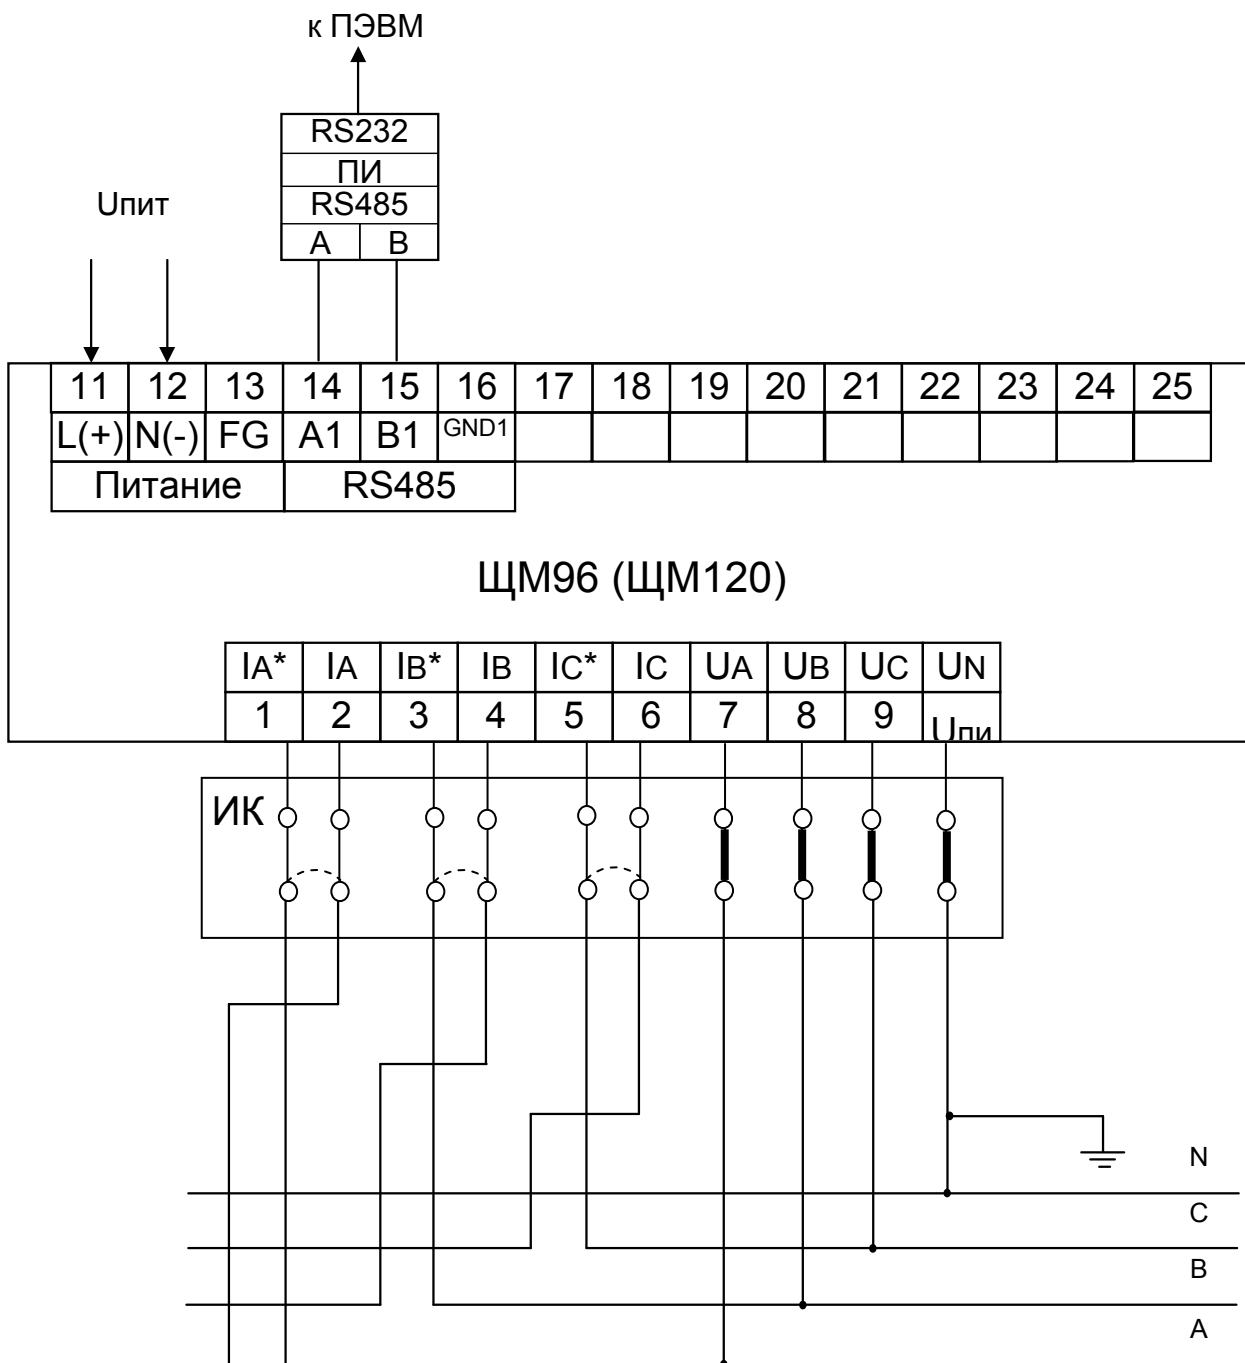 к ПЭВМ
RS232
ПИ
RS485
A B
Uпит
11 12 13 14 15 16 17 18 19 20 21 22 23 24 25
L(+) N(-) FG A1 B1 GND1
Питание RS485
ЩМ96 (ЩМ120)
IA* IA IB* IB IC* IC UA UB UC UN
1 2 3 4 5 6 7 8 9 Uпи
ИК
N
C
B
A